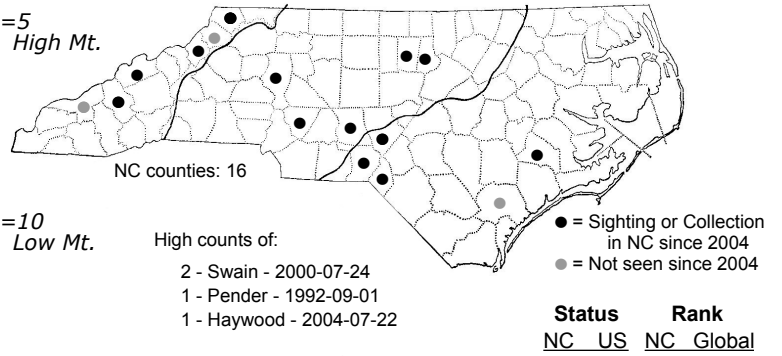 =5
High Mt.
NC counties: 16
=10
Low Mt.
High counts of:
2 - Swain - 2000-07-24
1 - Pender - 1992-09-01
1 - Haywood - 2004-07-22
= Sighting or Collection
in NC since 2004
= Not seen since 2004
Status Rank
NC US NC Global